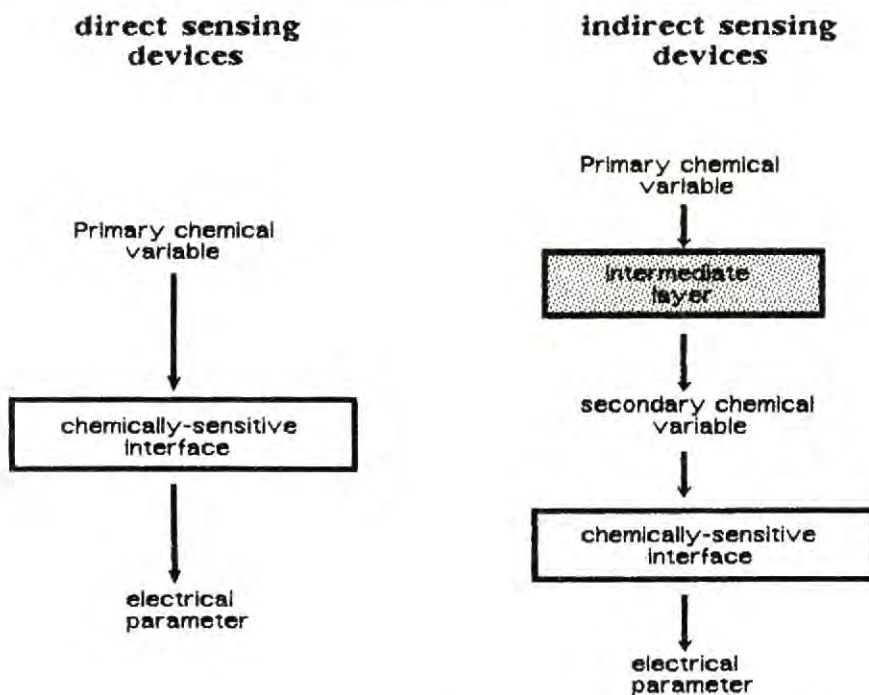 direct sensing
devices
Primary chemical
variable
chemically-sensitive
interface
electrical
parameter
indirect sensing
devices
Primary chemical
variable
intermediate
layer
secondary chemical
variable
chemically-sensitive
interface
electrical
parameter